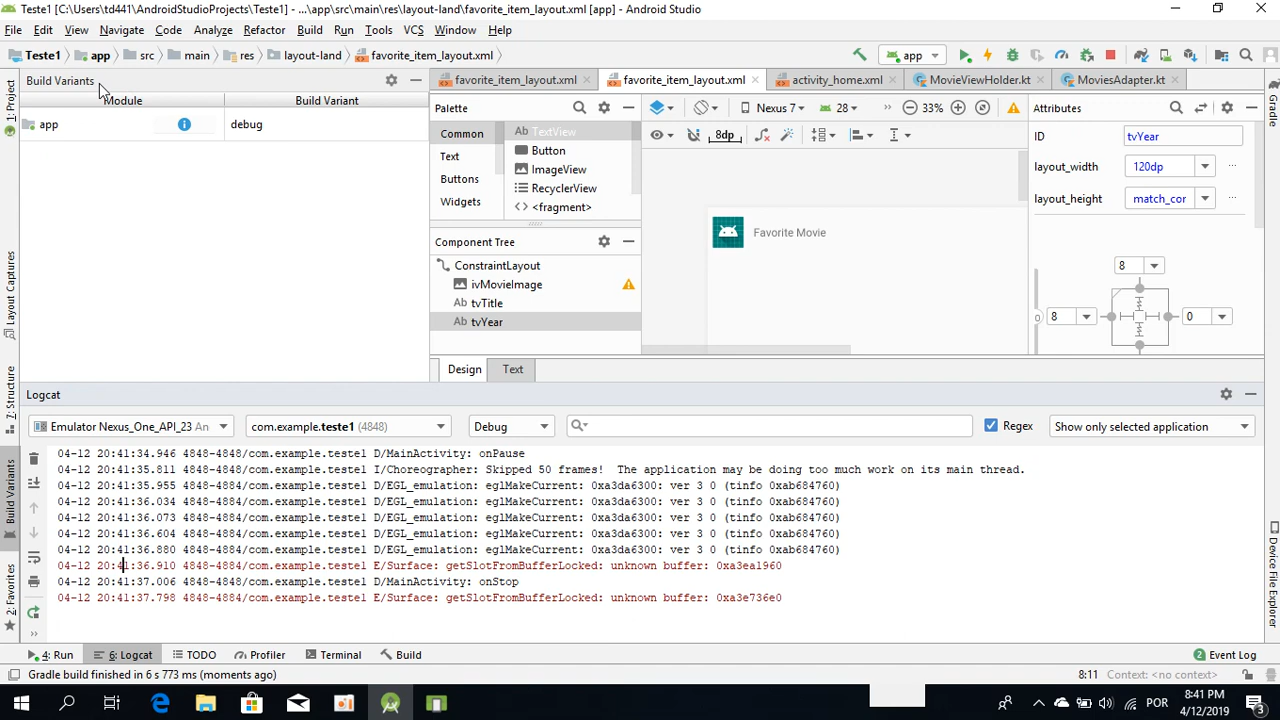 Teste1 [C:\Users\td441\AndroidStudioProjects\Teste1] - ...\app\src\main\res\layout-land\favorite_item_layout.xml [app] - Android Studio
File Edit View Navigate Code Analyze Refactor Build Run Tools VCS Window Help
Teste1 app src main res layout-land favorite_item_layout.xml app
Build Variants
favorite_item_layout.xml favorite_item_layout.xml activity_home.xml MovieViewHolder.kt MoviesAdapter.kt
Module Build Variant
app debug
Palette
Nexus 7 28 33%
Attributes
Common
Text
Buttons
Widgets
Ab TextView
Button
ImageView
RecyclerView
<fragment>
8dp
ID tvYear
layout_width 120dp
layout_height match_cor
Component Tree
ConstraintLayout
ivMovieImage
Ab tvTitle
Ab tvYear
Favorite Movie
8
0
8
0
Design Text
1: Project
Layout Captures
7: Structure
Build Variants
2: Favorites
Gradle
Device File Explorer
Logcat
Emulator Nexus_One_API_23 An com.example.teste1 (4848) Debug Regex Show only selected application
04-12 20:41:34.946 4848-4848/com.example.teste1 D/MainActivity: onPause
04-12 20:41:35.811 4848-4848/com.example.teste1 I/Choreographer: Skipped 50 frames!  The application may be doing too much work on its main thread.
04-12 20:41:35.955 4848-4884/com.example.teste1 D/EGL_emulation: eglMakeCurrent: 0xa3da6300: ver 3 0 (tinfo 0xab684760)
04-12 20:41:36.034 4848-4884/com.example.teste1 D/EGL_emulation: eglMakeCurrent: 0xa3da6300: ver 3 0 (tinfo 0xab684760)
04-12 20:41:36.073 4848-4884/com.example.teste1 D/EGL_emulation: eglMakeCurrent: 0xa3da6300: ver 3 0 (tinfo 0xab684760)
04-12 20:41:36.604 4848-4884/com.example.teste1 D/EGL_emulation: eglMakeCurrent: 0xa3da6300: ver 3 0 (tinfo 0xab684760)
04-12 20:41:36.880 4848-4884/com.example.teste1 D/EGL_emulation: eglMakeCurrent: 0xa3da6300: ver 3 0 (tinfo 0xab684760)
04-12 20:41:36.910 4848-4884/com.example.teste1 E/Surface: getSlotFromBufferLocked: unknown buffer: 0xa3ea1960
04-12 20:41:37.006 4848-4848/com.example.teste1 D/MainActivity: onStop
04-12 20:41:37.798 4848-4884/com.example.teste1 E/Surface: getSlotFromBufferLocked: unknown buffer: 0xa3e736e0
4: Run 6: Logcat TODO Profiler Terminal Build 2 Event Log
Gradle build finished in 6 s 773 ms (moments ago) 8:11 Context: <no context>
POR 8:41 PM
4/12/2019 3